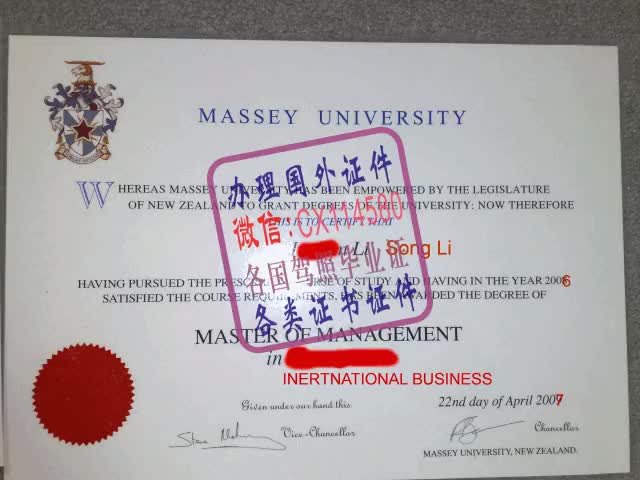 MASSEY UNIVERSITY
WHEREAS MASSEY UNIVERSITY HAS BEEN EMPOWERED BY THE LEGISLATURE
OF NEW ZEALAND TO GRANT DEGREES OF THE UNIVERSITY: NOW THEREFORE
THIS IS TO CERTIFY THAT
Li Song Li
HAVING PURSUED THE COURSE OF STUDY AND HAVING IN THE YEAR 2006
SATISFIED THE COURSE REQUIREMENTS, HAS BEEN AWARDED THE DEGREE OF
MASTER OF MANAGEMENT
in
INERTNATIONAL BUSINESS
Given under our hand this
22nd day of April 2007
Vice-Chancellor
Chancellor
MASSEY UNIVERSITY, NEW ZEALAND.
办理国外证件
微信:CX114580
各国驾照毕业证
各类证书证件